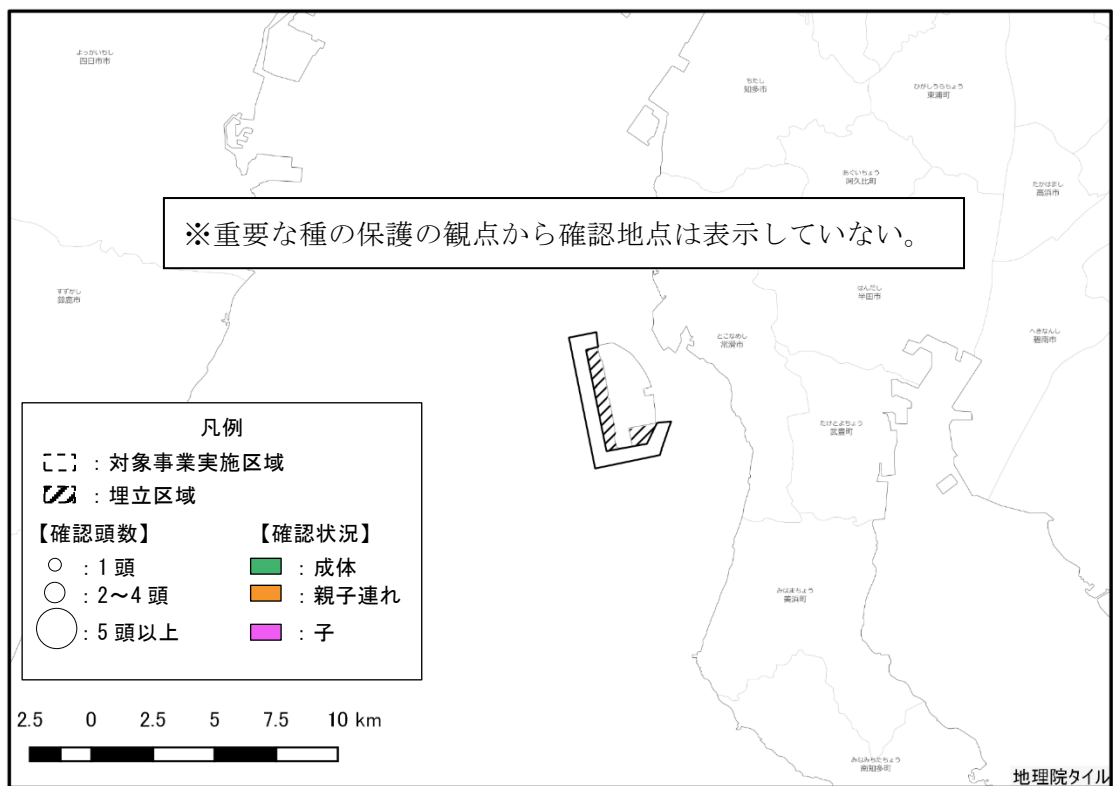 よっかいちし
四日市市
ちたし
知多市
ひがしうらちょう
東浦町
あぐいちょう
阿久比町
たかはまし
高浜市
※重要な種の保護の観点から確認地点は表示していない。
すずかし
鈴鹿市
はんだし
半田市
とこなめし
常滑市
へきなんし
碧南市
たけとよちょう
武豊町
みはまちょう
美浜町
みなみちたちょう
南知多町
凡例
：対象事業実施区域
：埋立区域
【確認頭数】 【確認状況】
：1頭 ：成体
：2～4頭 ：親子連れ
：5頭以上 ：子
2.5 0 2.5 5 7.5 10 km
地理院タイル